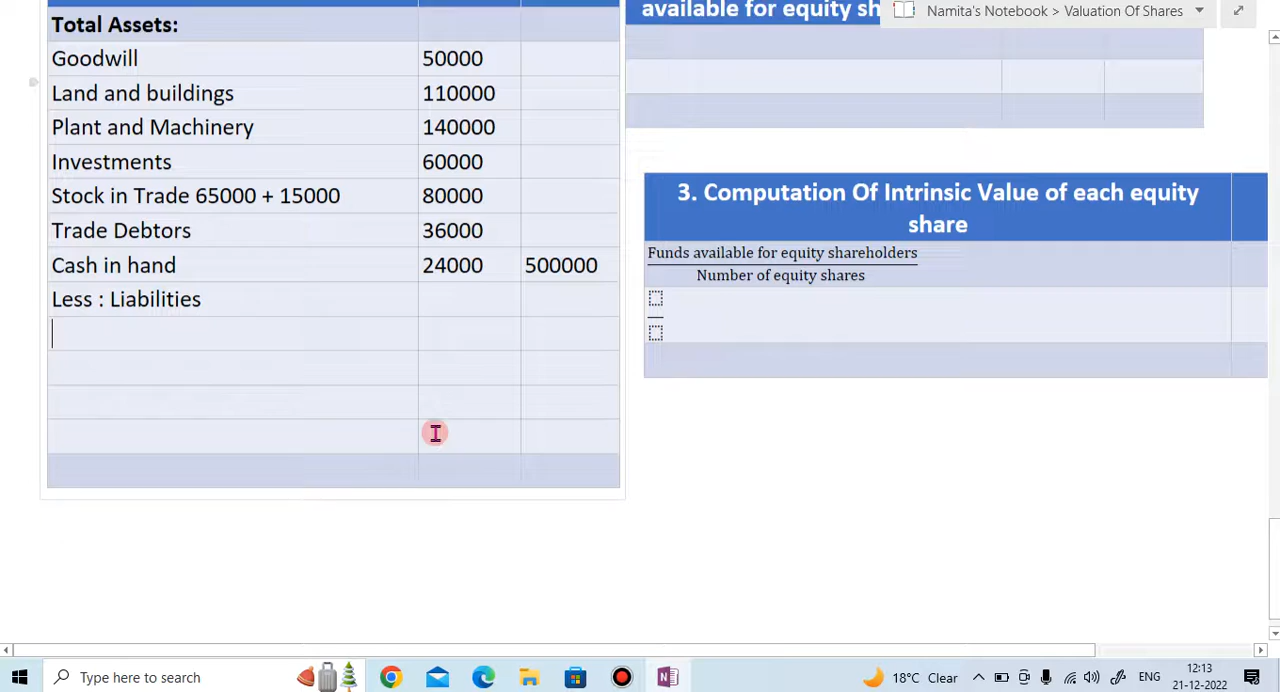 available for equity sh
Namita's Notebook > Valuation Of Shares
Total Assets:
Goodwill 50000
Land and buildings 110000
Plant and Machinery 140000
Investments 60000
Stock in Trade 65000 + 15000 80000
Trade Debtors 36000
Cash in hand 24000 500000
Less : Liabilities
3. Computation Of Intrinsic Value of each equity
share
Funds available for equity shareholders
Number of equity shares
Type here to search
18°C Clear
ENG
12:13
21-12-2022